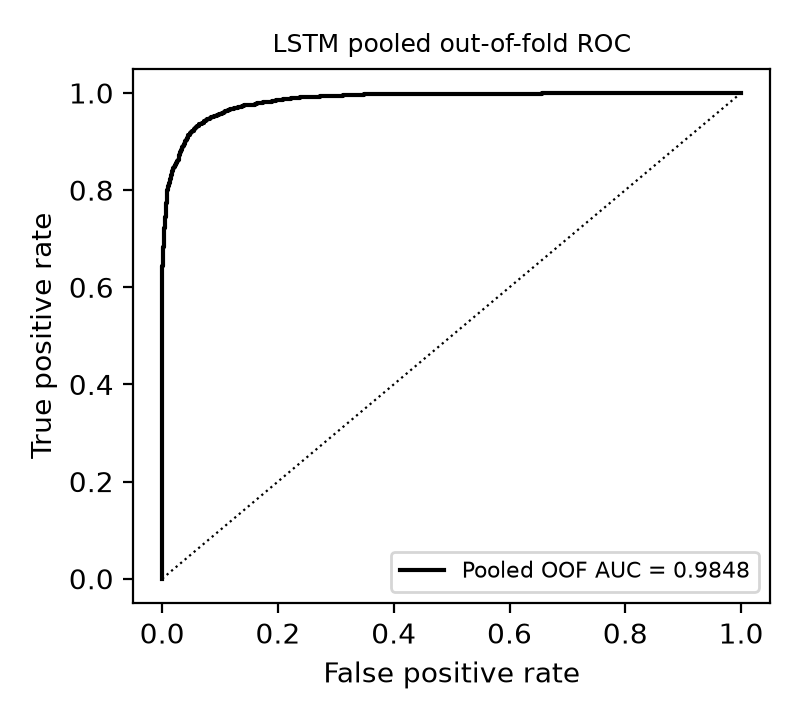 LSTM pooled out-of-fold ROC
True positive rate
1.0
0.8
0.6
0.4
0.2
0.0
Pooled OOF AUC = 0.9848
0.0 0.2 0.4 0.6 0.8 1.0
False positive rate